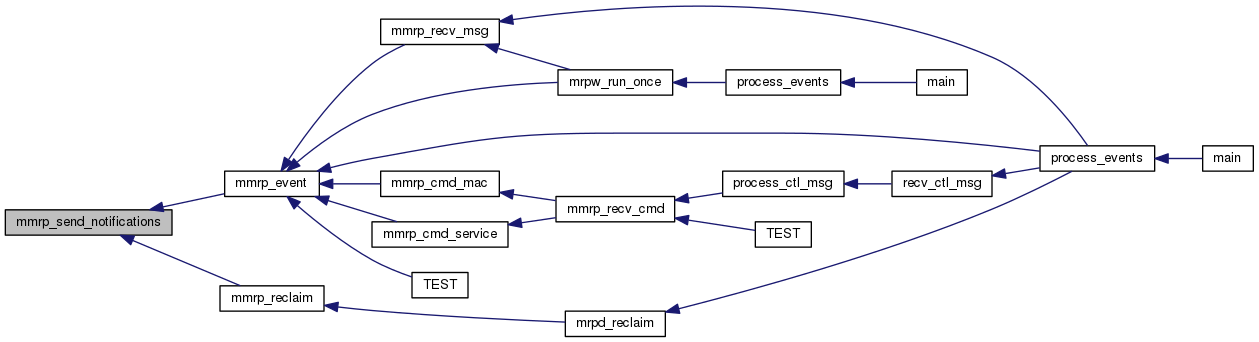 mmrp_recv_msg
mrpw_run_once
process_events
main
process_events
main
mmrp_event
mmrp_cmd_mac
process_ctl_msg
recv_ctl_msg
mmrp_recv_cmd
mmrp_send_notifications
mmrp_cmd_service
TEST
TEST
mmrp_reclaim
mrpd_reclaim